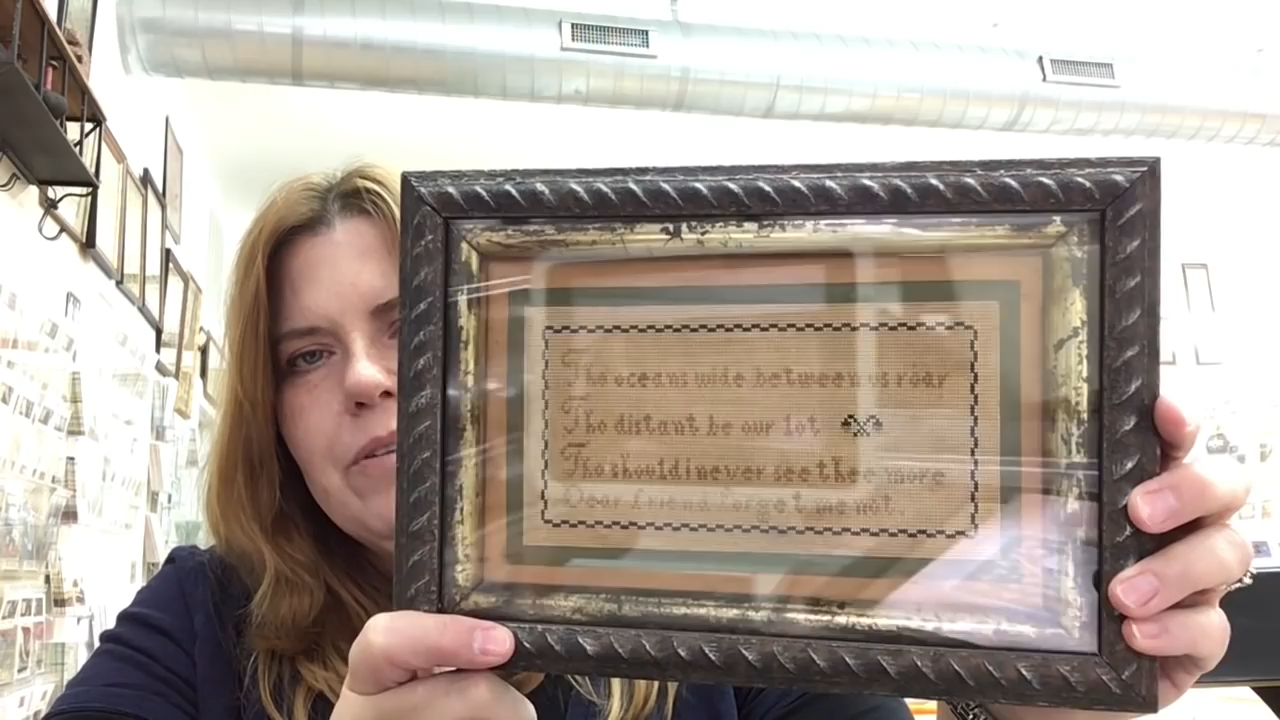 Tho oceans wide between us roar
Tho distant be our lot
Tho should i never see thee more
Dear friend forget me not.